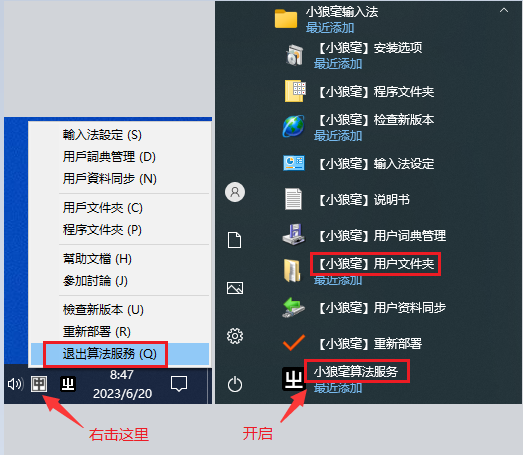 輸入法設定 (S)
用戶詞典管理 (D)
用戶資料同步 (N)
用戶文件夾 (C)
程序文件夾 (P)
幫助文檔 (H)
參加討論 (J)
檢查新版本 (U)
重新部署 (R)
退出算法服務 (Q)
中
8:47
2023/6/20
右击这里
小狼毫输入法
最近添加
【小狼毫】安装选项
最近添加
【小狼毫】程序文件夹
【小狼毫】检查新版本
最近添加
【小狼毫】输入法设定
【小狼毫】说明书
【小狼毫】用户词典管理
【小狼毫】用户文件夹
最近添加
【小狼毫】用户资料同步
【小狼毫】重新部署
小狼毫算法服务
最近添加
开启